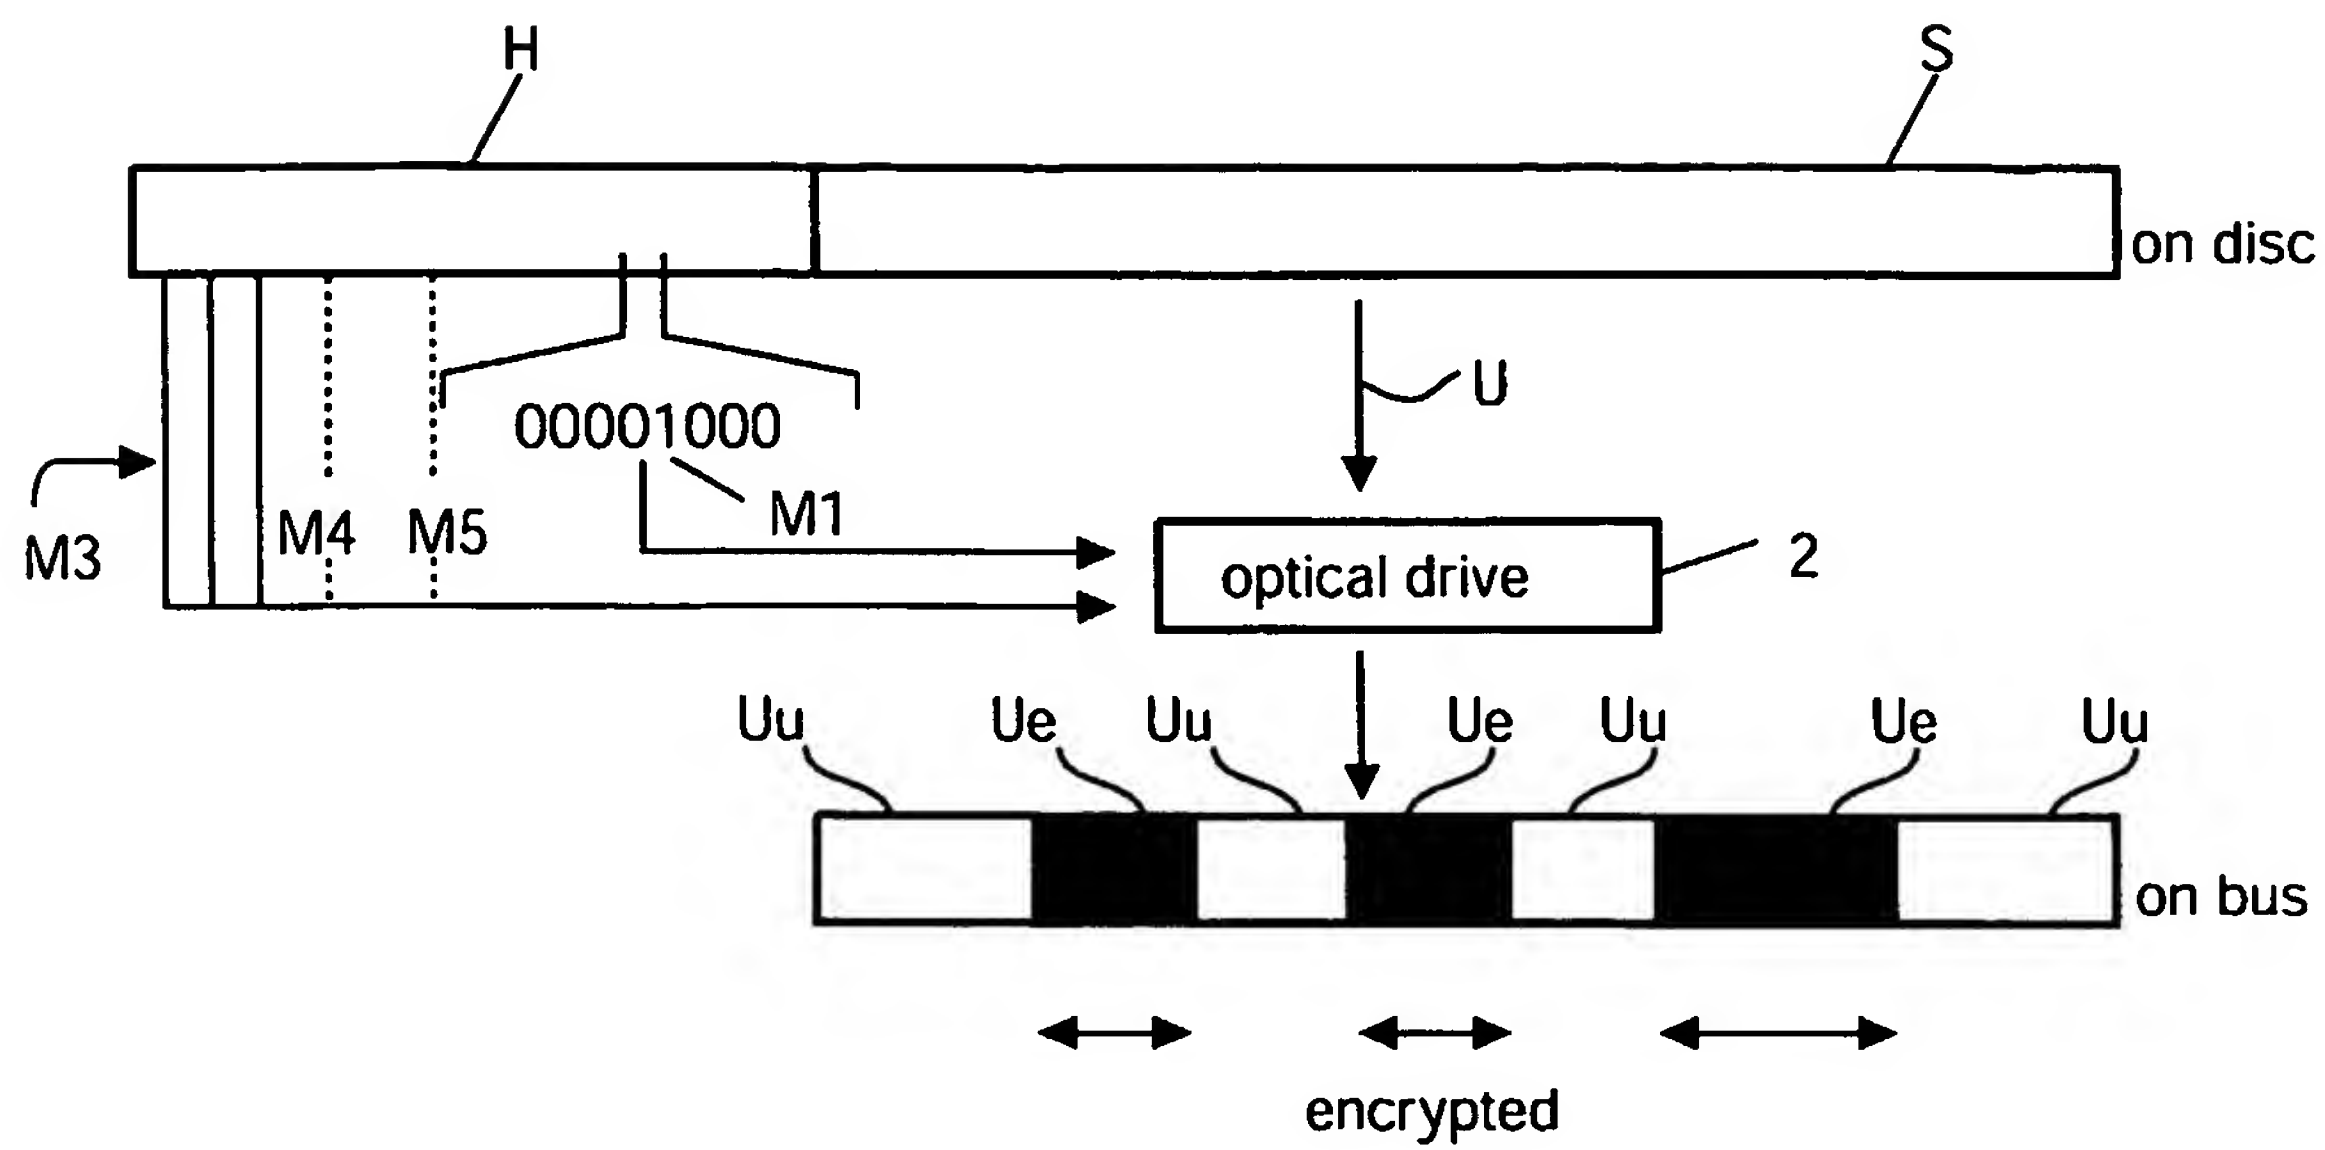 H
S
on disc
U
00001000
M1
M4
M5
M3
optical drive
2
Uu
Ue
Uu
Ue
Uu
Ue
Uu
on bus
encrypted